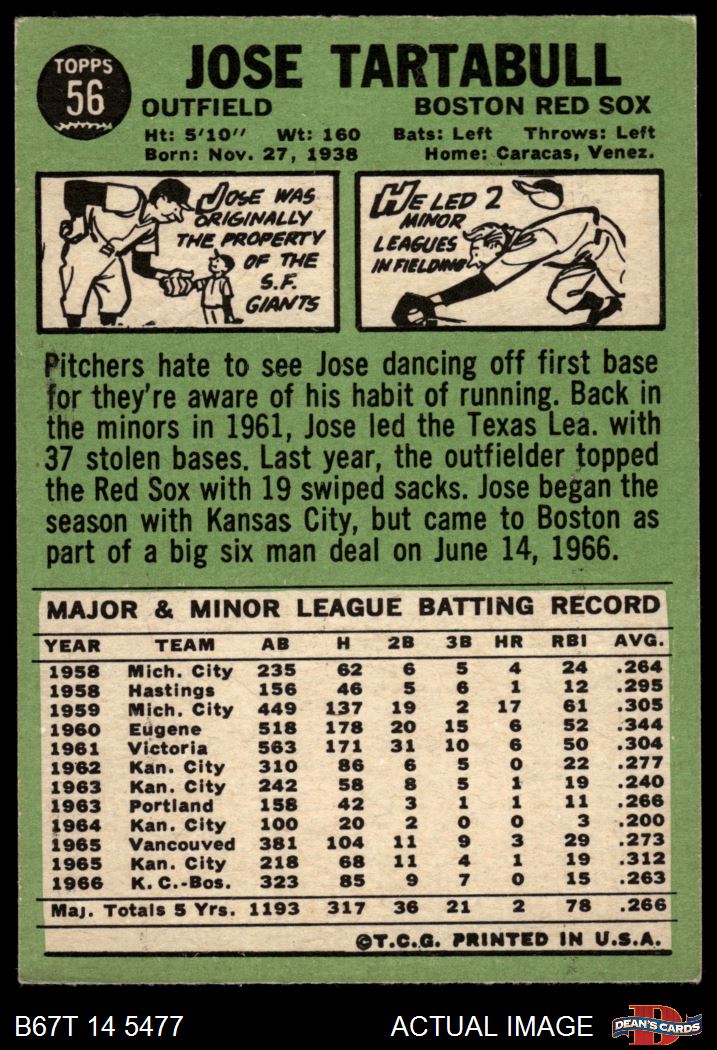 TOPPS
56
JOSE TARTABULL
OUTFIELD BOSTON RED SOX
Ht: 5'10" Wt: 160 Bats: Left Throws: Left
Born: Nov. 27, 1938 Home: Caracas, Venez.
JOSE WAS
ORIGINALLY
THE PROPERTY
OF THE
S.F.
GIANTS
HE LED 2
MINOR
LEAGUES
IN FIELDING
Pitchers hate to see Jose dancing off first base
for they're aware of his habit of running. Back in
the minors in 1961, Jose led the Texas Lea. with
37 stolen bases. Last year, the outfielder topped
the Red Sox with 19 swiped sacks. Jose began the
season with Kansas City, but came to Boston as
part of a big six man deal on June 14, 1966.
MAJOR & MINOR LEAGUE BATTING RECORD
YEAR TEAM AB H 2B 3B HR RBI AVG.
1958 Mich. City 235 62 6 5 4 24 .264
1958 Hastings 156 46 5 6 1 12 .295
1959 Mich. City 449 137 19 2 17 61 .305
1960 Eugene 518 178 20 15 6 52 .344
1961 Victoria 563 171 31 10 6 50 .304
1962 Kan. City 310 86 6 5 0 22 .277
1963 Kan. City 242 58 8 5 1 19 .240
1963 Portland 158 42 3 1 1 11 .266
1964 Kan. City 100 20 2 0 0 3 .200
1965 Vancouved 381 104 11 9 3 29 .273
1965 Kan. City 218 68 11 4 1 19 .312
1966 K.C.-Bos. 323 85 9 7 0 15 .263
Maj. Totals 5 Yrs. 1193 317 36 21 2 78 .266
©T.C.G. PRINTED IN U.S.A.
B67T 14 5477 ACTUAL IMAGE
D
DEAN'S CARDS